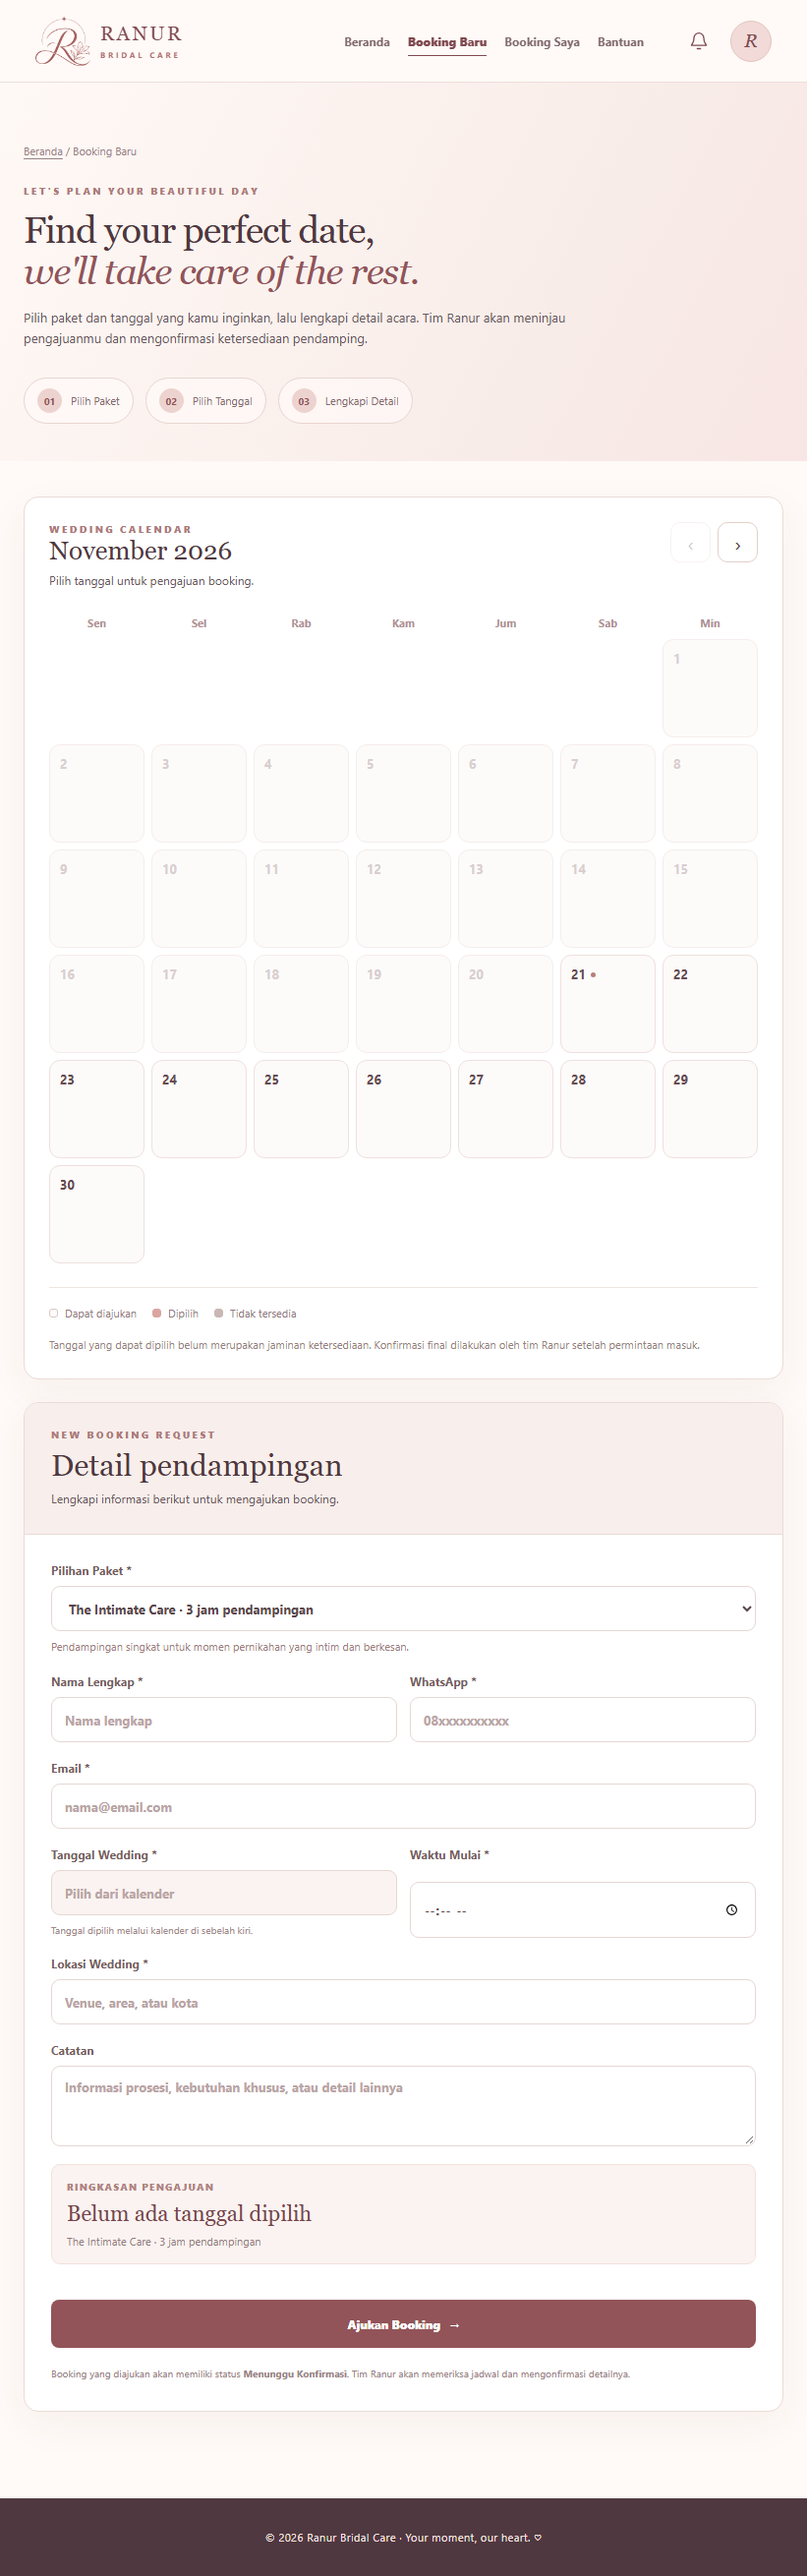 RANUR
BRIDAL CARE
Beranda
Booking Baru
Booking Saya
Bantuan
R
Beranda / Booking Baru
LET'S PLAN YOUR BEAUTIFUL DAY
Find your perfect date,
we'll take care of the rest.
Pilih paket dan tanggal yang kamu inginkan, lalu lengkapi detail acara. Tim Ranur akan meninjau
pengajuanmu dan mengonfirmasi ketersediaan pendamping.
01 Pilih Paket
02 Pilih Tanggal
03 Lengkapi Detail
WEDDING CALENDAR
November 2026
‹ ›
Pilih tanggal untuk pengajuan booking.
Sen Sel Rab Kam Jum Sab Min
1
2 3 4 5 6 7 8
9 10 11 12 13 14 15
16 17 18 19 20 21 22
23 24 25 26 27 28 29
30
Dapat diajukan Dipilih Tidak tersedia
Tanggal yang dapat dipilih belum merupakan jaminan ketersediaan. Konfirmasi final dilakukan oleh tim Ranur setelah permintaan masuk.
NEW BOOKING REQUEST
Detail pendampingan
Lengkapi informasi berikut untuk mengajukan booking.
Pilihan Paket *
The Intimate Care · 3 jam pendampingan
Pendampingan singkat untuk momen pernikahan yang intim dan berkesan.
Nama Lengkap * WhatsApp *
Nama lengkap 08xxxxxxxxxx
Email *
nama@email.com
Tanggal Wedding * Waktu Mulai *
Pilih dari kalender --:-- --
Tanggal dipilih melalui kalender di sebelah kiri.
Lokasi Wedding *
Venue, area, atau kota
Catatan
Informasi prosesi, kebutuhan khusus, atau detail lainnya
RINGKASAN PENGAJUAN
Belum ada tanggal dipilih
The Intimate Care · 3 jam pendampingan
Ajukan Booking →
Booking yang diajukan akan memiliki status Menunggu Konfirmasi. Tim Ranur akan memeriksa jadwal dan mengonfirmasi detailnya.
© 2026 Ranur Bridal Care · Your moment, our heart. ♡